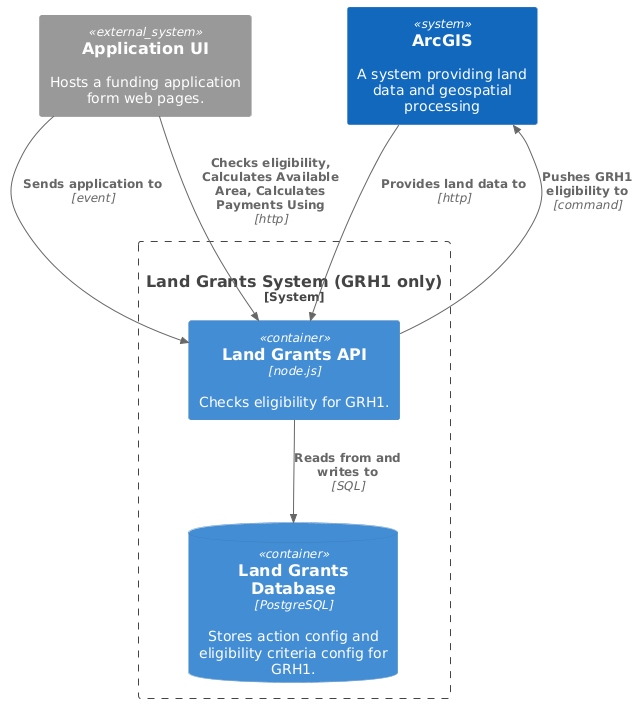 «external_system»
Application UI
Hosts a funding application
form web pages.
«system»
ArcGIS
A system providing land
data and geospatial
processing
Sends application to
[event]
Checks eligibility,
Calculates Available
Area, Calculates
Payments Using
[http]
Provides land data to
[http]
Pushes GRH1
eligibility to
[command]
Land Grants System (GRH1 only)
[System]
«container»
Land Grants API
[node.js]
Checks eligibility for GRH1.
Reads from and
writes to
[SQL]
«container»
Land Grants
Database
[PostgreSQL]
Stores action config and
eligibility criteria config for
GRH1.